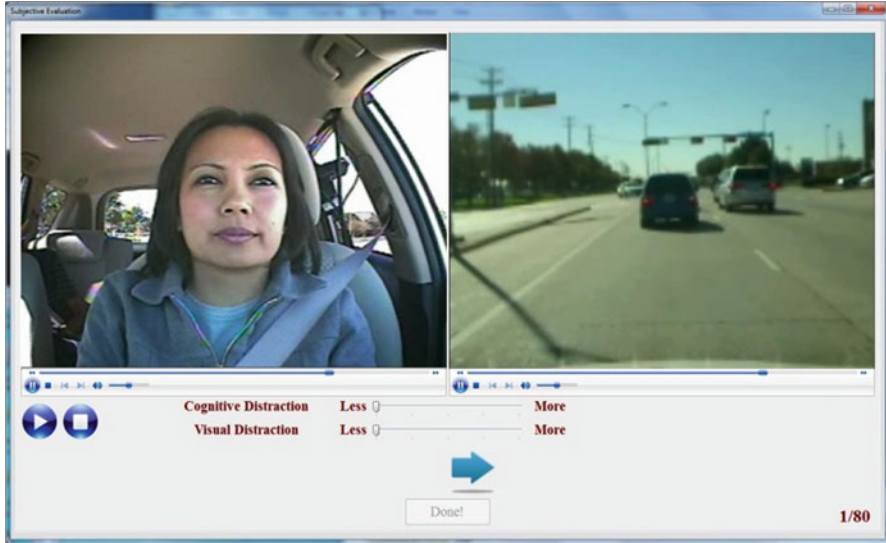 Subjective Evaluation
Cognitive Distraction Less More
Visual Distraction Less More
Done!
1/80